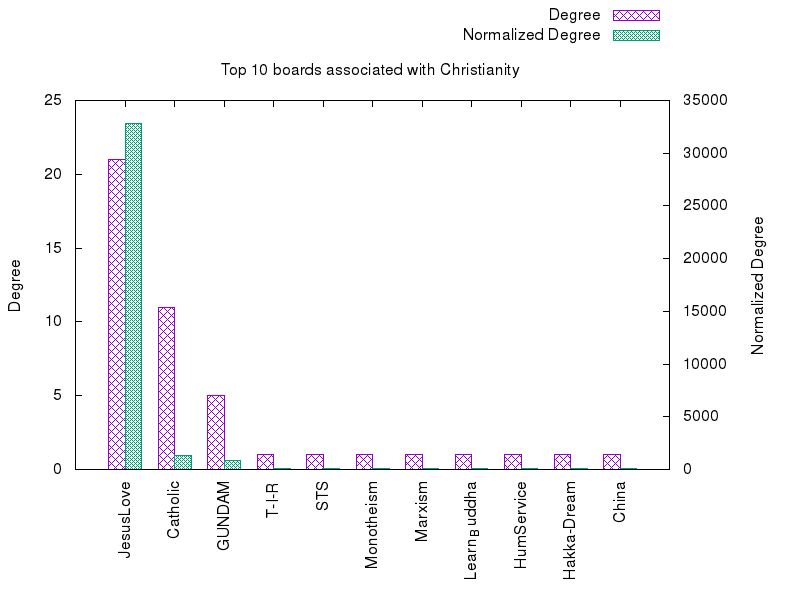 Degree
Normalized Degree
Top 10 boards associated with Christianity
25
20
15
10
5
0
35000
30000
25000
20000
15000
10000
5000
0
Degree
Normalized Degree
JesusLove
Catholic
GUNDAM
T-I-R
STS
Monotheism
Marxism
LearnBuddha
HumService
Hakka-Dream
China